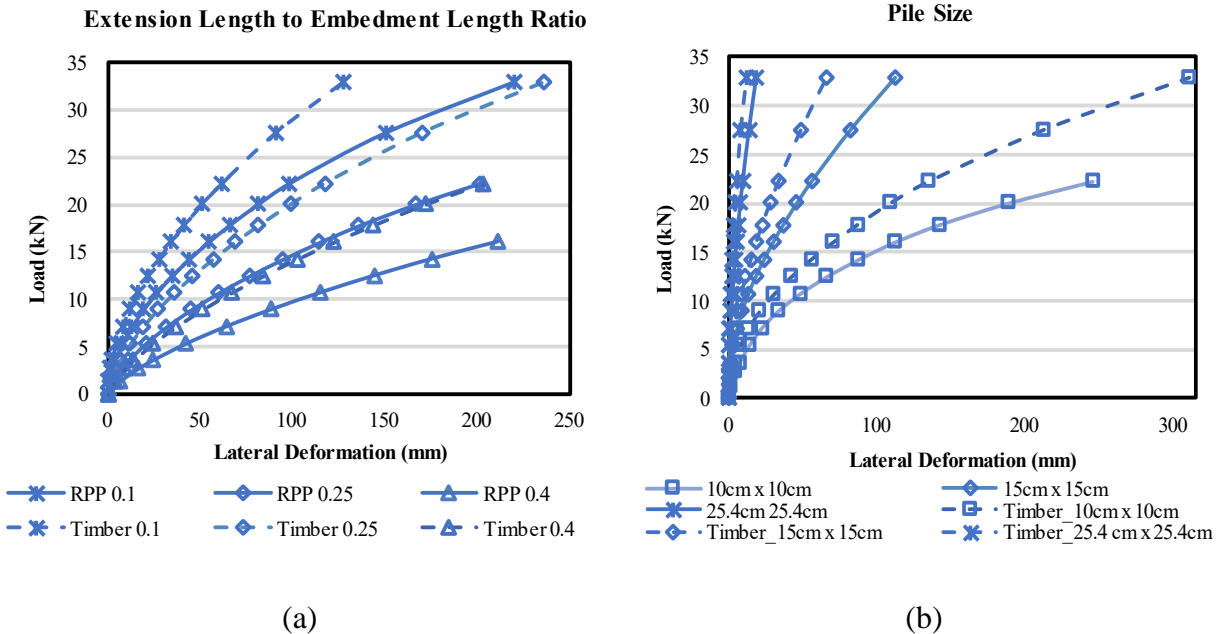 Extension Length to Embedment Length Ratio
35
30
25
20
15
10
5
0
Load (kN)
0 50 100 150 200 250
Lateral Deformation (mm)
RPP 0.1 RPP 0.25 RPP 0.4
Timber 0.1 Timber 0.25 Timber 0.4
(a)
Pile Size
35
30
25
20
15
10
5
0
Load (kN)
0 100 200 300
Lateral Deformation (mm)
10cm x 10cm 15cm x 15cm
25.4cm 25.4cm Timber_10cm x 10cm
Timber_15cm x 15cm Timber_25.4 cm x 25.4cm
(b)